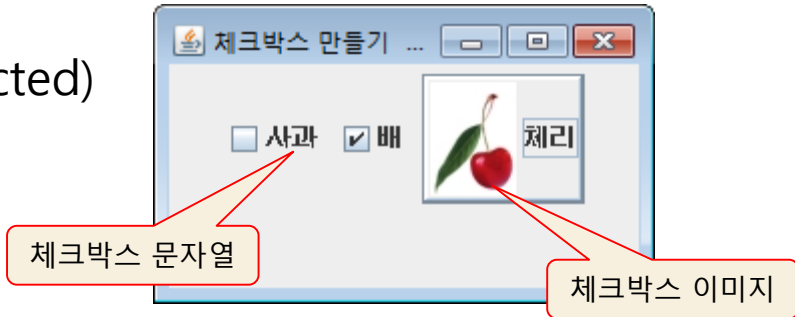 체크박스 만들기 ...
cted)
사과 배 체리
체크박스 문자열
체크박스 이미지